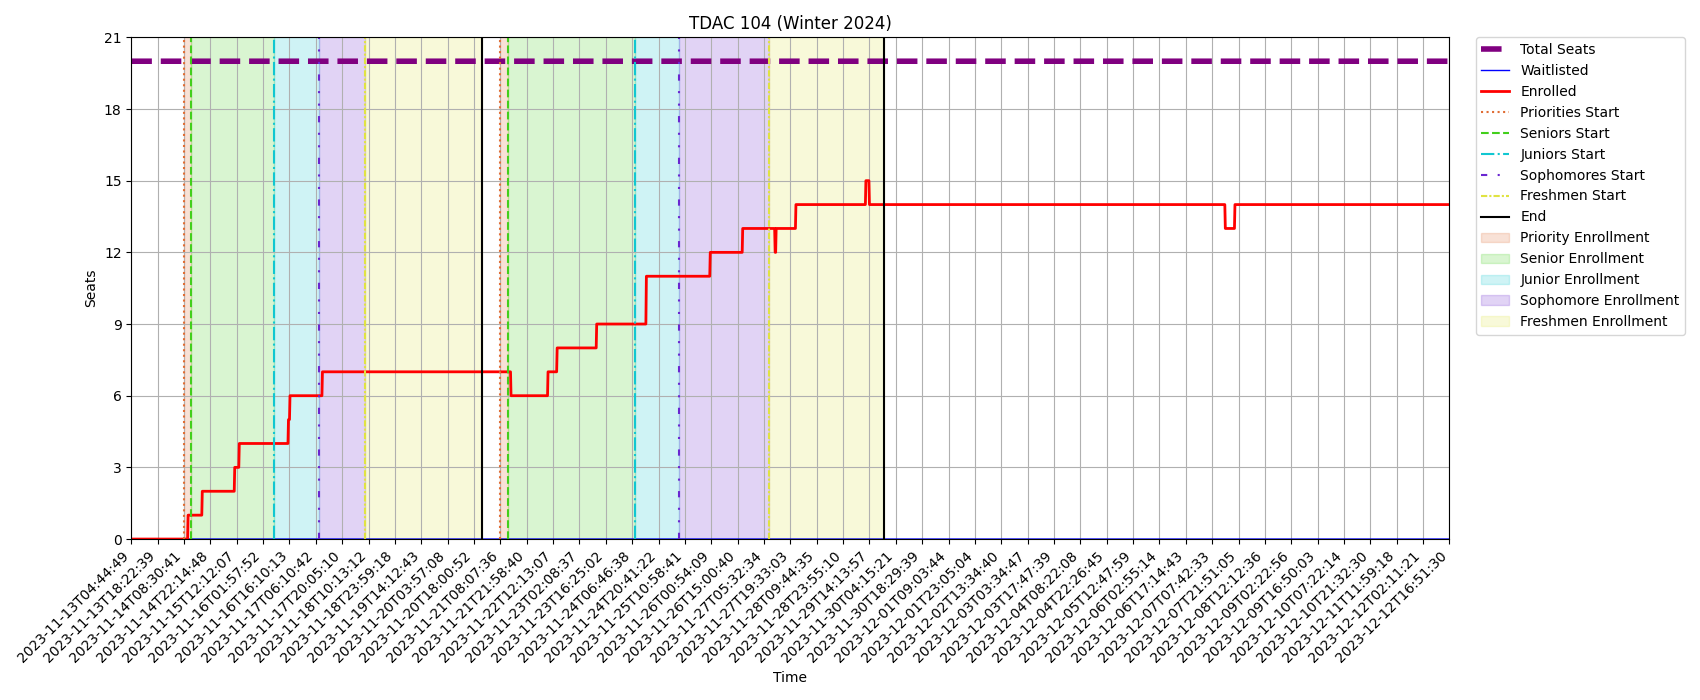 TDAC 104 (Winter 2024)
21
18
15
12
9
6
3
0
Seats
2023-11-13T04:44:49
2023-11-13T18:22:39
2023-11-14T08:30:41
2023-11-14T22:14:48
2023-11-15T12:12:07
2023-11-16T01:57:52
2023-11-16T16:10:13
2023-11-17T06:10:42
2023-11-17T20:05:10
2023-11-18T10:13:12
2023-11-18T23:59:18
2023-11-19T14:12:43
2023-11-20T03:57:08
2023-11-20T18:00:52
2023-11-21T08:07:36
2023-11-21T21:58:40
2023-11-22T12:13:07
2023-11-23T02:08:37
2023-11-23T16:25:02
2023-11-24T06:46:38
2023-11-24T20:41:22
2023-11-25T10:58:41
2023-11-26T00:54:09
2023-11-26T15:00:40
2023-11-27T05:32:34
2023-11-27T19:33:03
2023-11-28T09:44:35
2023-11-28T23:55:10
2023-11-29T14:13:57
2023-11-30T04:15:21
2023-11-30T18:29:39
2023-12-01T09:03:44
2023-12-01T23:05:04
2023-12-02T13:34:40
2023-12-03T03:34:47
2023-12-03T17:47:39
2023-12-04T08:22:08
2023-12-04T22:26:45
2023-12-05T12:47:59
2023-12-06T02:55:14
2023-12-06T17:14:43
2023-12-07T07:42:33
2023-12-07T21:51:05
2023-12-08T12:12:36
2023-12-09T02:22:56
2023-12-09T16:50:03
2023-12-10T07:22:14
2023-12-10T21:32:30
2023-12-11T11:59:18
2023-12-12T02:11:21
2023-12-12T16:51:30
Time
Total Seats
Waitlisted
Enrolled
Priorities Start
Seniors Start
Juniors Start
Sophomores Start
Freshmen Start
End
Priority Enrollment
Senior Enrollment
Junior Enrollment
Sophomore Enrollment
Freshmen Enrollment